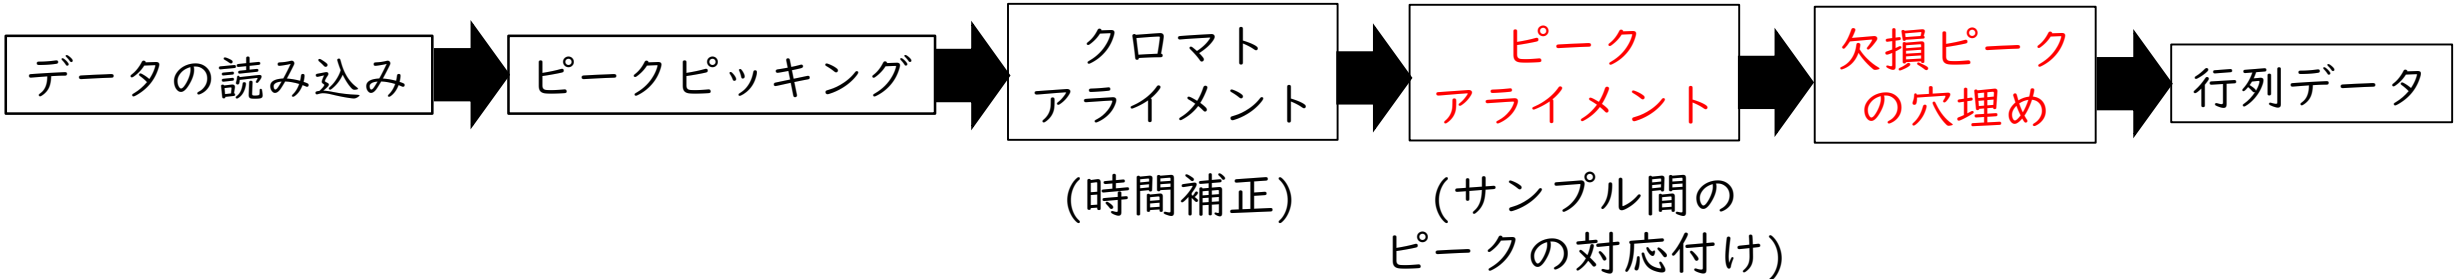 データの読み込み
ピークピッキング
クロマト
アライメント
(時間補正)
ピーク
アライメント
(サンプル間の
ピークの対応付け)
欠損ピーク
の穴埋め
行列データ